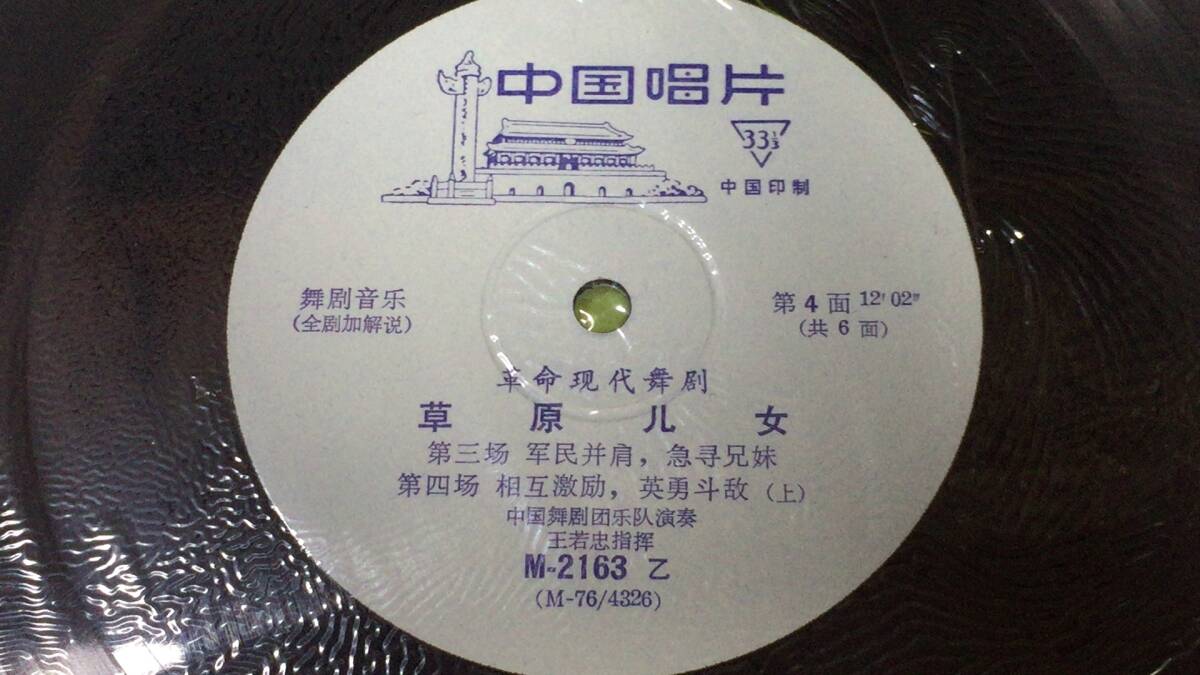 中国唱片
33⅓
中国印制
舞剧音乐
(全剧加解说)
第4面 12′02″
(共6面)
革命现代舞剧
草原儿女
第三场 军民并肩，急寻兄妹
第四场 相互激励，英勇斗敌（上）
中国舞剧团乐队演奏
王若忠指挥
M-2163 乙
(M-76/4326)